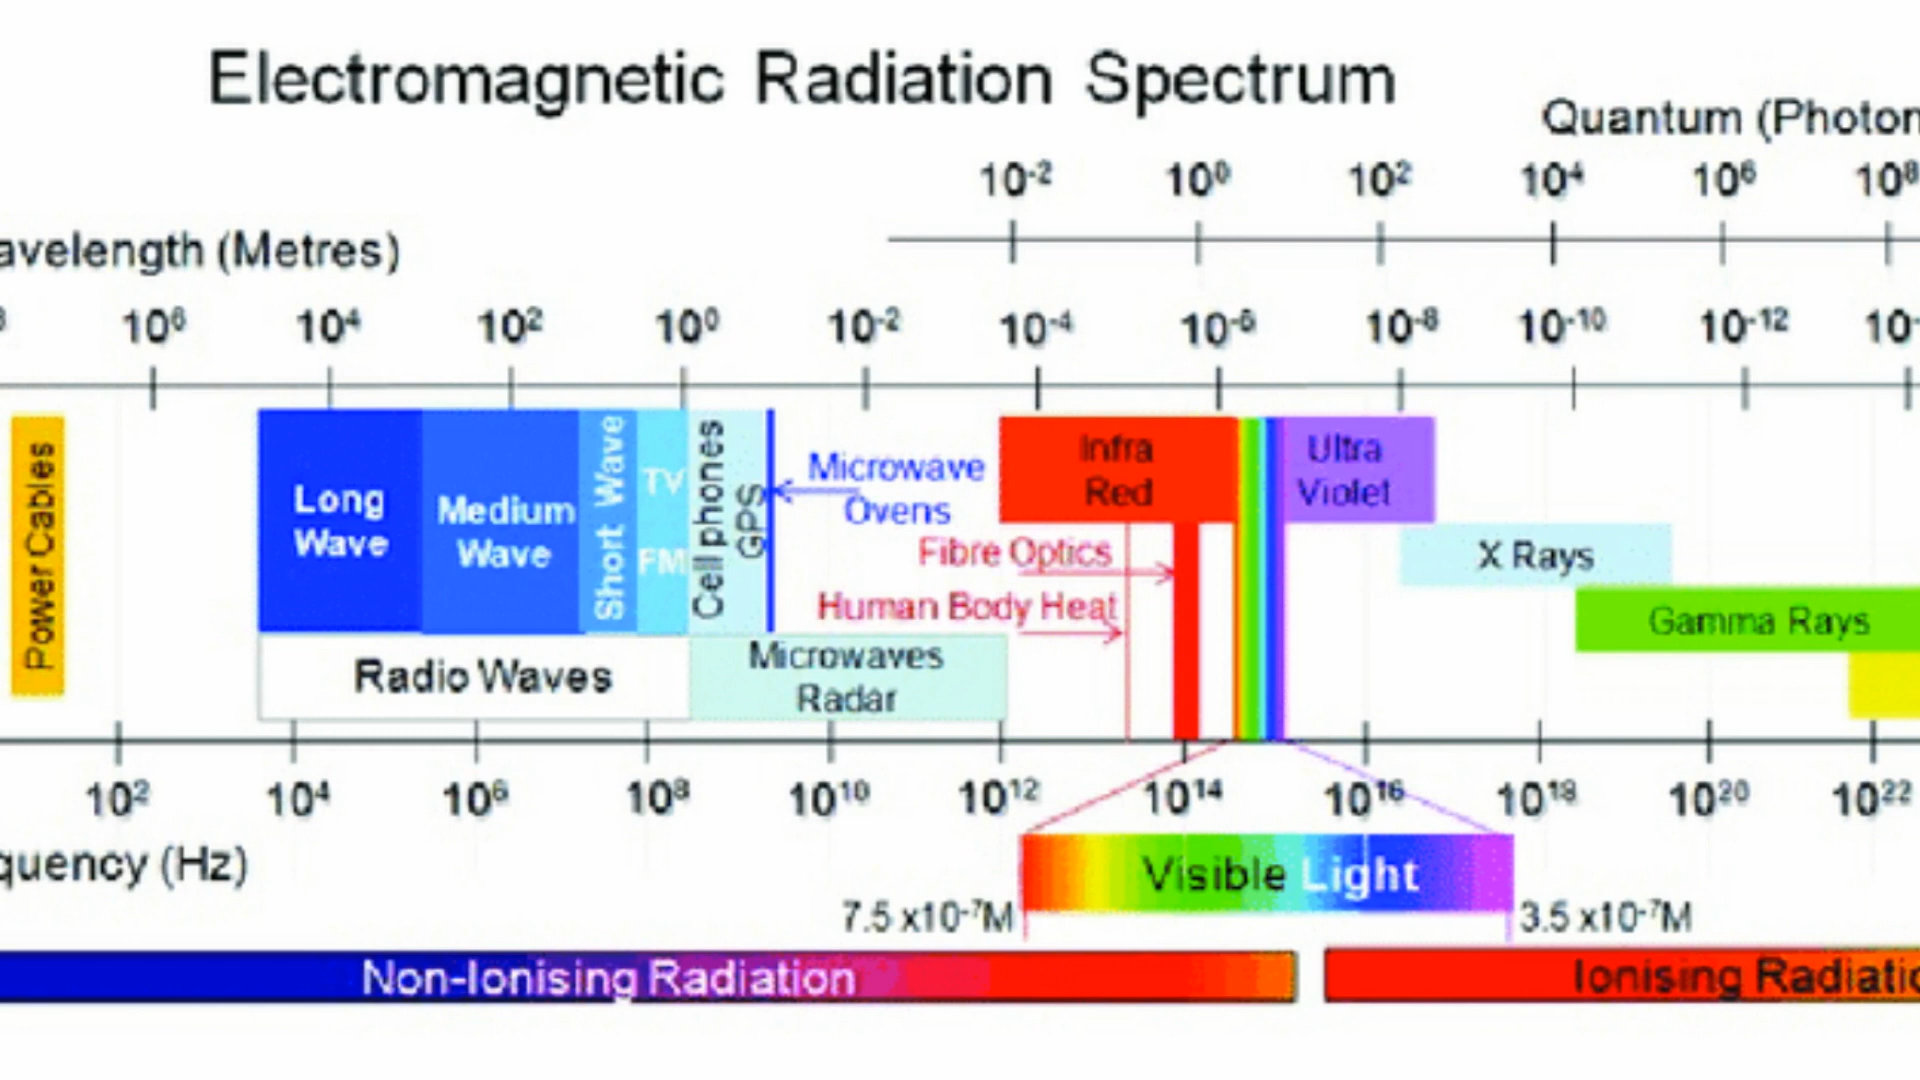 Electromagnetic Radiation Spectrum
Quantum (Photon
10⁻² 10⁰ 10² 10⁴ 10⁶ 10⁸
avelength (Metres)
10⁶ 10⁴ 10² 10⁰ 10⁻² 10⁻⁴ 10⁻⁶ 10⁻⁸ 10⁻¹⁰ 10⁻¹² 10⁻
Power Cables
Long
Wave
Medium
Wave
Short Wave
TV
FM
Cell phones
GPS
Microwave
Ovens
Infra
Red
Ultra
Violet
Fibre Optics
Human Body Heat
X Rays
Gamma Rays
Radio Waves
Microwaves
Radar
10² 10⁴ 10⁶ 10⁸ 10¹⁰ 10¹² 10¹⁴ 10¹⁶ 10¹⁸ 10²⁰ 10²²
quency (Hz)
Visible Light
7.5 x10⁻⁷M
3.5 x10⁻⁷M
Non-Ionising Radiation
Ionising Radiatio